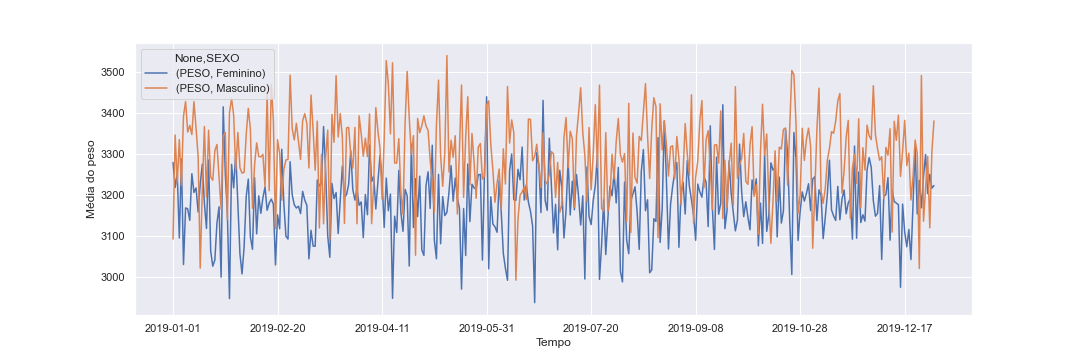 None,SEXO
(PESO, Feminino)
(PESO, Masculino)
3500
3400
3300
3200
3100
3000
Média do peso
2019-01-01 2019-02-20 2019-04-11 2019-05-31 2019-07-20 2019-09-08 2019-10-28 2019-12-17
Tempo